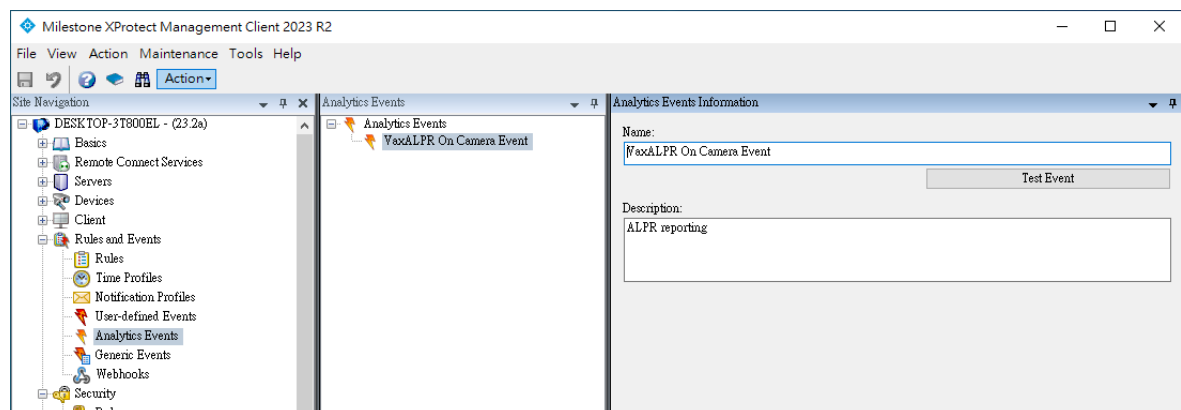 Milestone XProtect Management Client 2023 R2
File View Action Maintenance Tools Help
Action
Site Navigation
DESKTOP-3T800EL - (23.2a)
Basics
Remote Connect Services
Servers
Devices
Client
Rules and Events
Rules
Time Profiles
Notification Profiles
User-defined Events
Analytics Events
Generic Events
Webhooks
Security
Analytics Events
Analytics Events
VaxALPR On Camera Event
Analytics Events Information
Name:
VaxALPR On Camera Event
Test Event
Description:
ALPR reporting